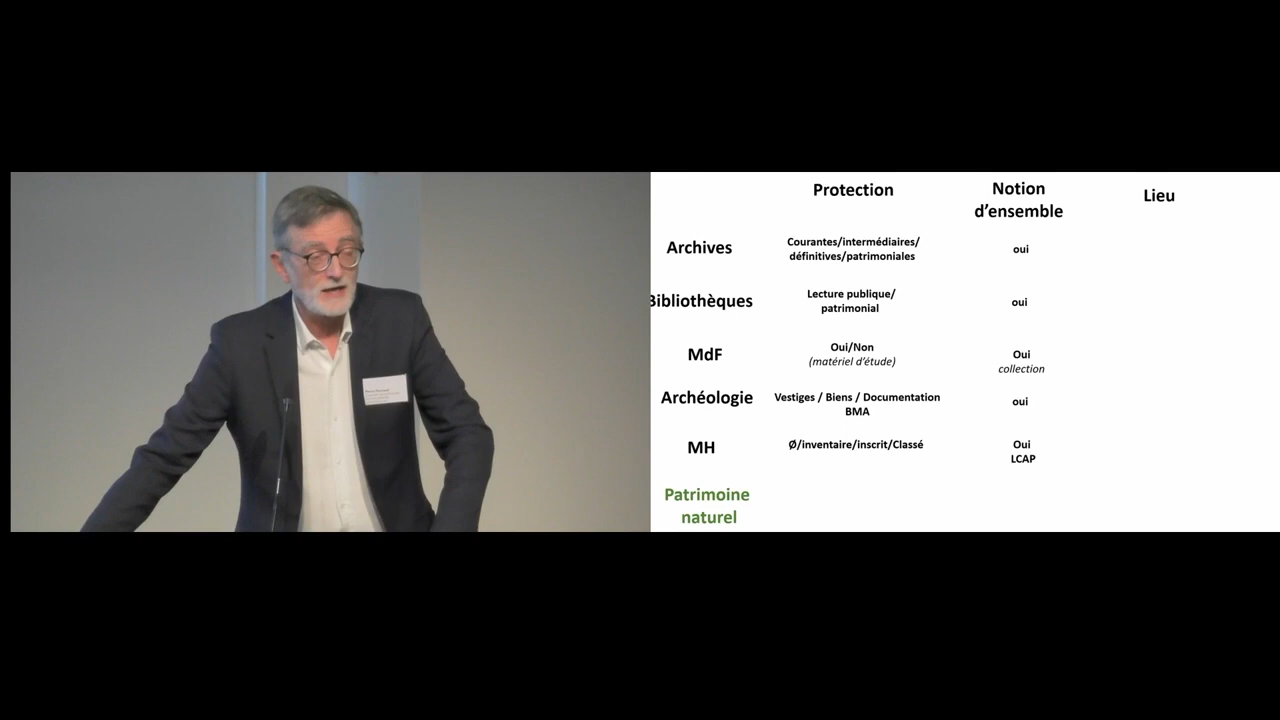 Protection
Notion
d'ensemble
Lieu
Archives
Courantes/intermédiaires/
définitives/patrimoniales
oui
Bibliothèques
Lecture publique/
patrimonial
oui
MdF
Oui/Non
(matériel d'étude)
Oui
collection
Archéologie
Vestiges / Biens / Documentation
BMA
oui
MH
Ø/inventaire/inscrit/Classé
Oui
LCAP
Patrimoine
naturel